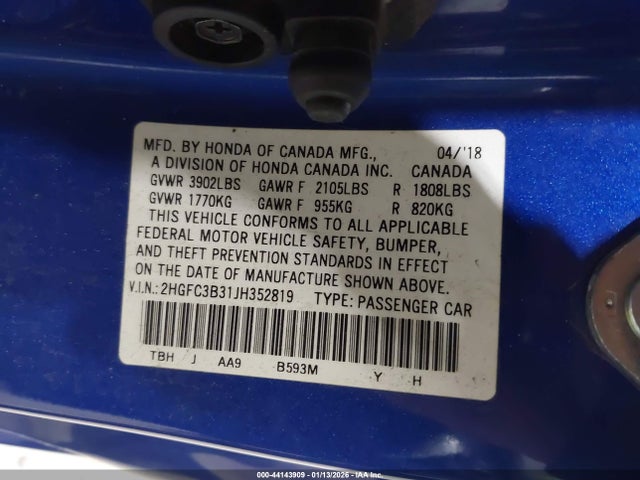 MFD. BY HONDA OF CANADA MFG., 04/'18
A DIVISION OF HONDA CANADA INC. CANADA
GVWR 3902LBS GAWR F 2105LBS R 1808LBS
GVWR 1770KG GAWR F 955KG R 820KG
THIS VEHICLE CONFORMS TO ALL APPLICABLE
FEDERAL MOTOR VEHICLE SAFETY, BUMPER,
AND THEFT PREVENTION STANDARDS IN EFFECT
ON THE DATE OF MANUFACTURE SHOWN ABOVE.
V.I.N.: 2HGFC3B31JH352819 TYPE: PASSENGER CAR
TBH J AA9 B593M Y H
000-44143909 - 01/13/2026 - IAA Inc.